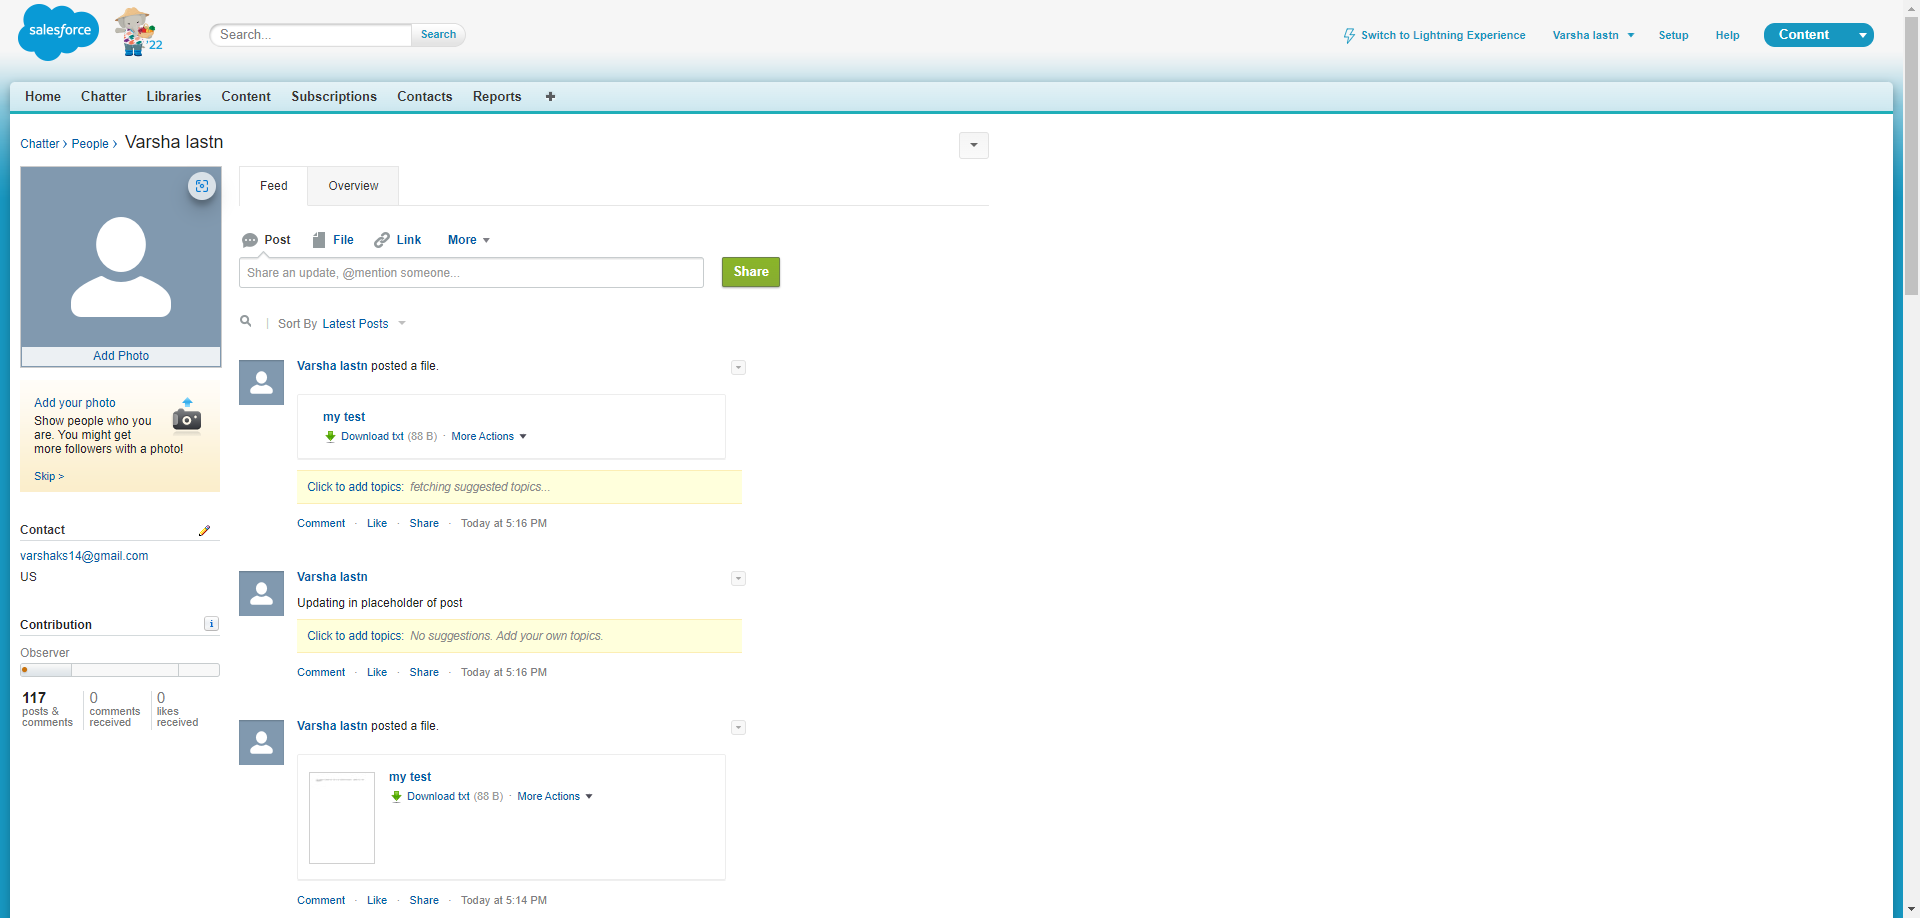 salesforce
'22
Search...
Search
Switch to Lightning Experience
Varsha lastn
Setup
Help
Content
Home
Chatter
Libraries
Content
Subscriptions
Contacts
Reports
Chatter › People › Varsha lastn
Feed
Overview
Add Photo
Post
File
Link
More
Share an update, @mention someone...
Share
Sort By Latest Posts
Add your photo
Show people who you
are. You might get
more followers with a photo!
Skip >
Contact
varshaks14@gmail.com
US
Contribution
i
Observer
117
posts &
comments
0
comments
received
0
likes
received
Varsha lastn posted a file.
my test
Download txt (88 B) · More Actions
Click to add topics: fetching suggested topics...
Comment · Like · Share · Today at 5:16 PM
Varsha lastn
Updating in placeholder of post
Click to add topics: No suggestions. Add your own topics.
Comment · Like · Share · Today at 5:16 PM
Varsha lastn posted a file.
my test
Download txt (88 B) · More Actions
Comment · Like · Share · Today at 5:14 PM